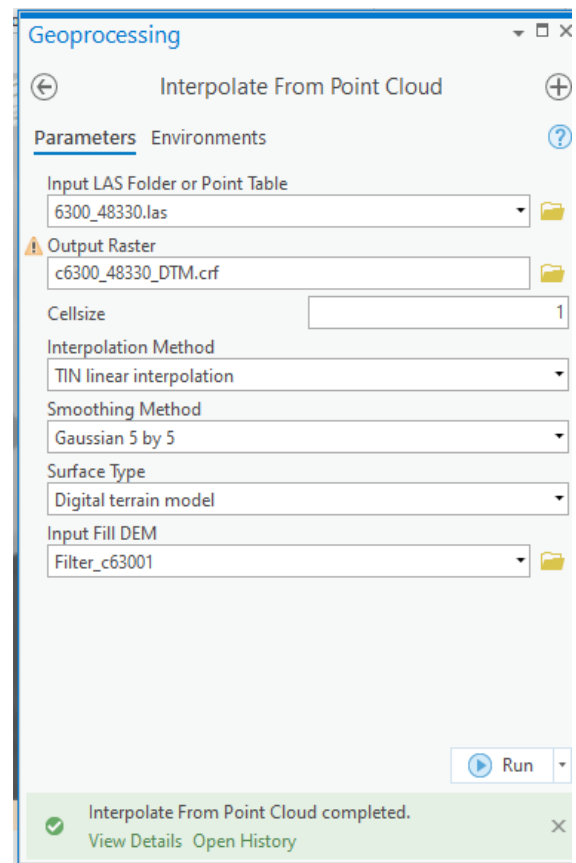 Geoprocessing
Interpolate From Point Cloud
Parameters Environments
Input LAS Folder or Point Table
6300_48330.las
Output Raster
c6300_48330_DTM.crf
Cellsize 1
Interpolation Method
TIN linear interpolation
Smoothing Method
Gaussian 5 by 5
Surface Type
Digital terrain model
Input Fill DEM
Filter_c63001
Run
Interpolate From Point Cloud completed.
View Details Open History